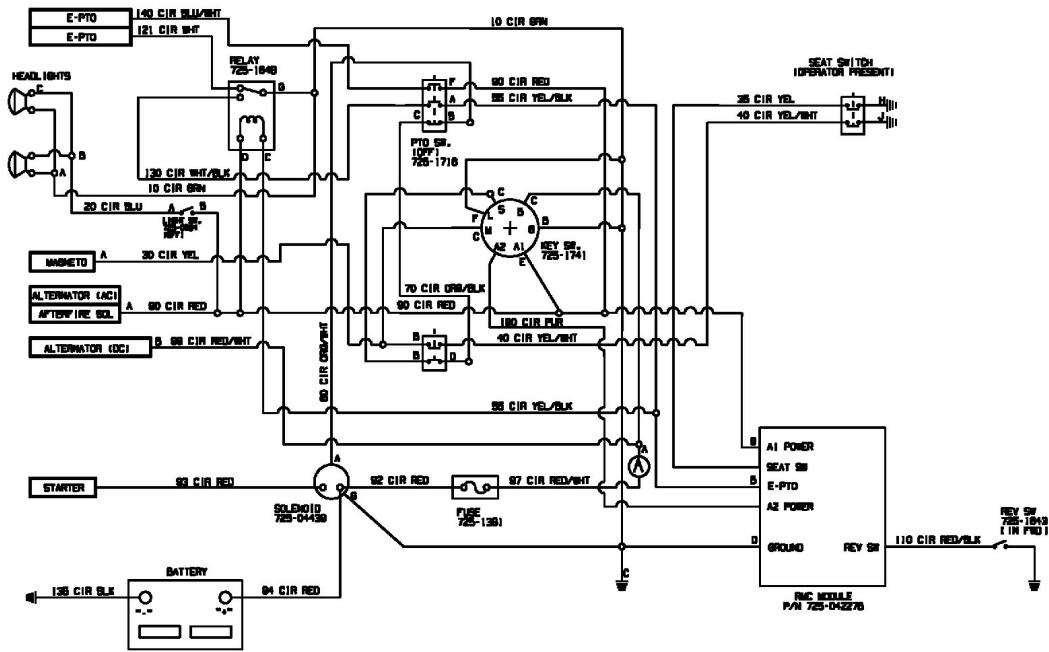 E-PTO
140 CIR BLU/WHT
E-PTO
121 CIR WHT
10 CIR GRN
HEADLIGHTS
RELAY
725-1648
G
C
D C
F
A
B
C
90 CIR RED
55 CIR YEL/BLK
PTO SW.
(OFF)
725-1716
SEAT SWITCH
(OPERATOR PRESENT)
35 CIR YEL
H
40 CIR YEL/WHT
J
B
A
130 CIR WHT/BLK
10 CIR GRN
20 CIR BLU
A B
LIGHT SW.
MAGNETO
A
30 CIR YEL
C
C
F
C
L S B
M G
A2 A1
B
E
KEY SW.
725-1741
ALTERNATOR (AC)
AFTERFIRE SOL
A
90 CIR RED
70 CIR ORG/BLK
90 CIR RED
190 CIR PUR
ALTERNATOR (DC)
B
99 CIR RED/WHT
60 CIR ORG/WHT
B
B
D
40 CIR YEL/WHT
55 CIR YEL/BLK
A
A
B A1 POWER
SEAT SW
B E-PTO
A2 POWER
D GROUND
REV SW
STARTER
93 CIR RED
A
B
SOLENOID
725-04439
92 CIR RED
FUSE
725-1381
97 CIR RED/WHT
110 CIR RED/BLK
REV SW
725-1643
( IN FWD)
C
RMC MODULE
P/N 725-04227B
BATTERY
135 CIR BLK
"-" "+"
94 CIR RED